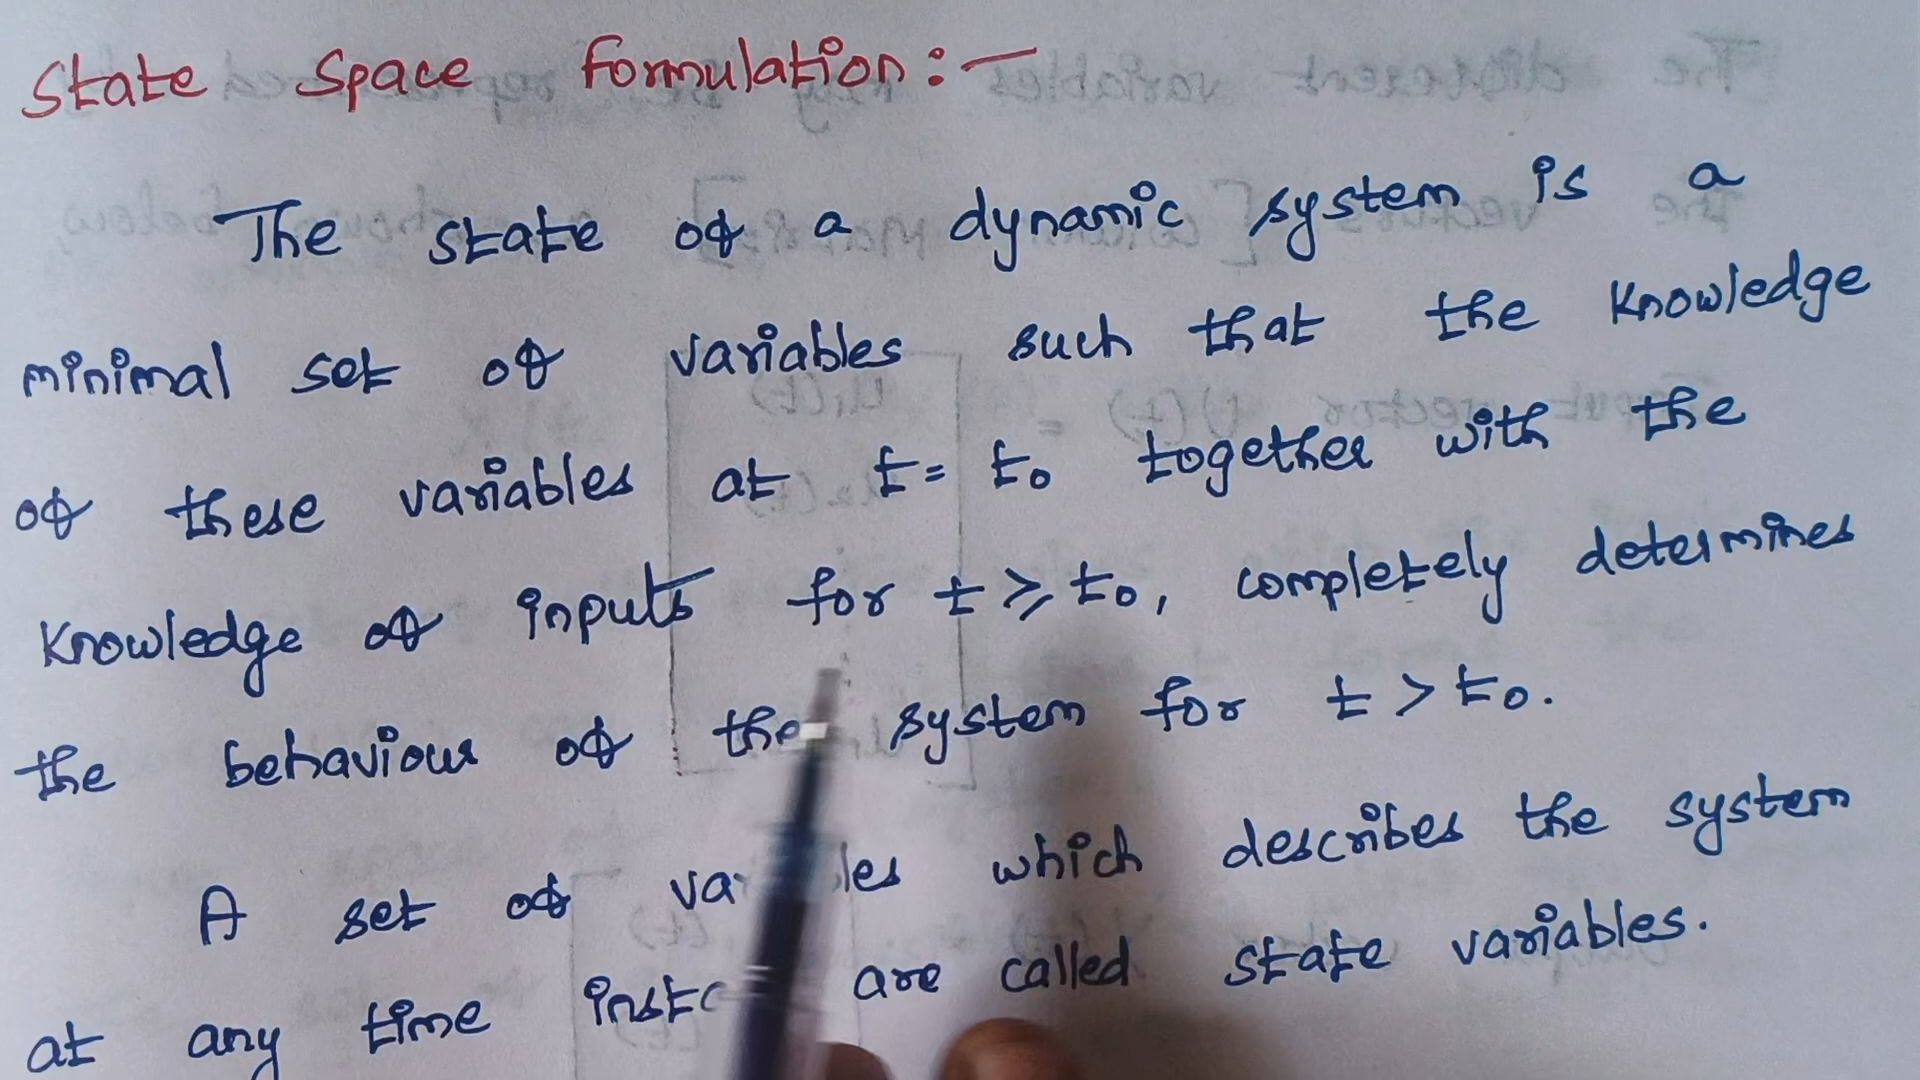 State Space formulation:-
The state of a dynamic system is a
minimal set of variables such that the knowledge
of these variables at t = t₀ together with the
knowledge of inputs for t ≥ t₀, completely determines
the behaviour of the system for t > t₀.
A set of which describes the system
at any time are called state variables.